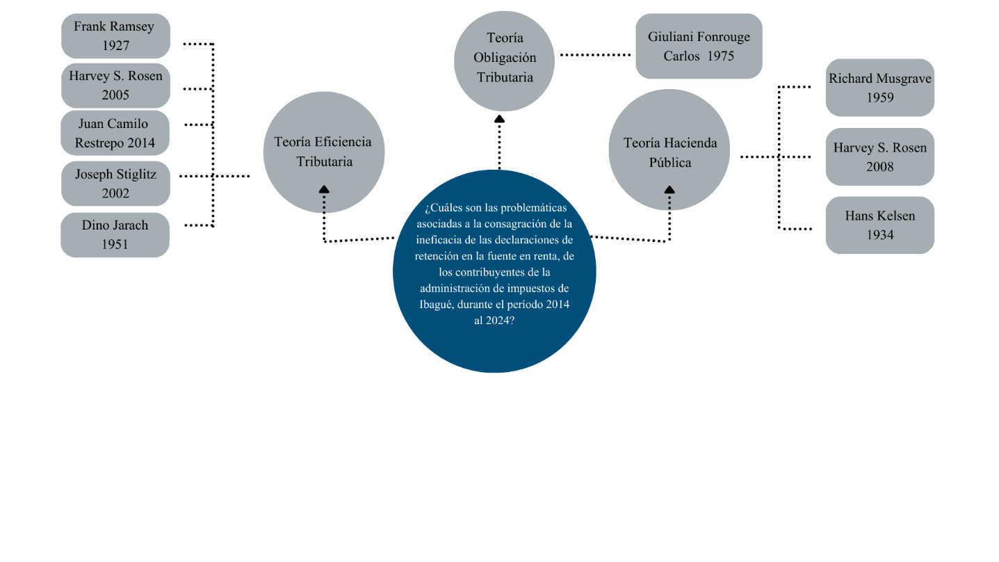 Frank Ramsey
1927
Harvey S. Rosen
2005
Juan Camilo
Restrepo 2014
Joseph Stiglitz
2002
Dino Jarach
1951
Teoría Eficiencia
Tributaria
Teoría
Obligación
Tributaria
Giuliani Fonrouge
Carlos  1975
Teoría Hacienda
Pública
Richard Musgrave
1959
Harvey S. Rosen
2008
Hans Kelsen
1934
¿Cuáles son las problemáticas
asociadas a la consagración de la
ineficacia de las declaraciones de
retención en la fuente en renta, de
los contribuyentes de la
administración de impuestos de
Ibagué, durante el período 2014
al 2024?